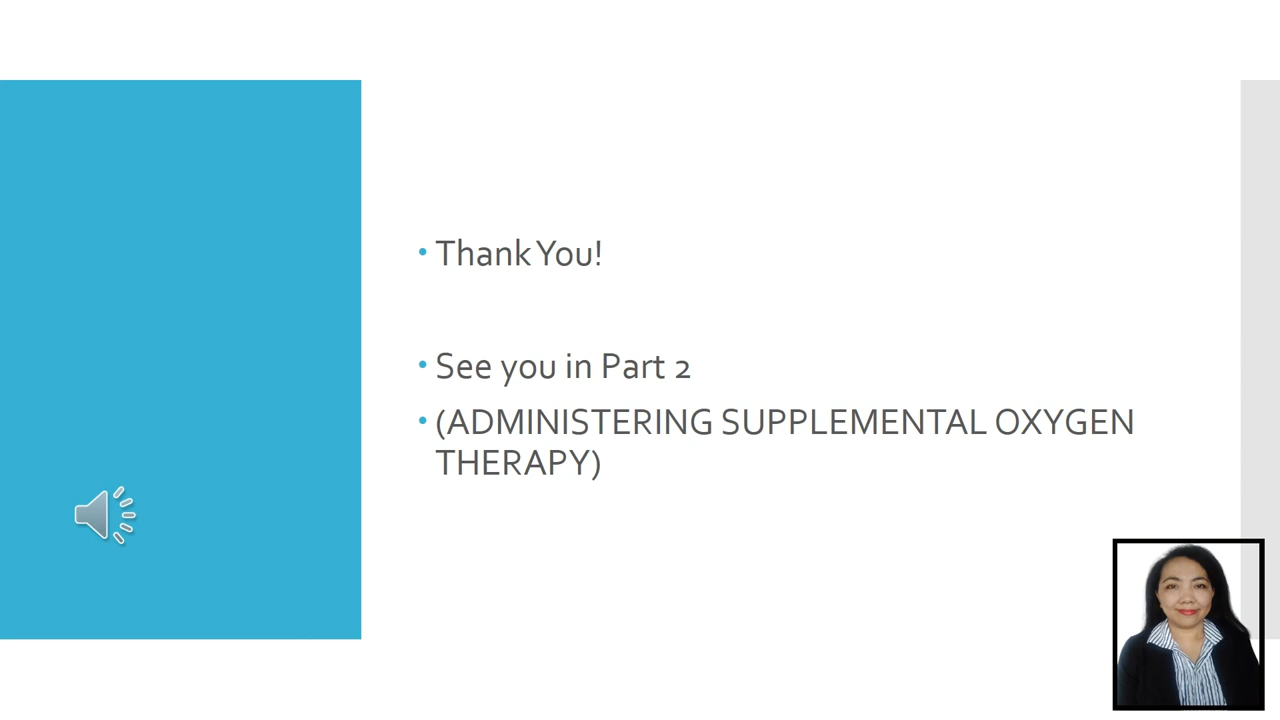 • Thank You!
• See you in Part 2
• (ADMINISTERING SUPPLEMENTAL OXYGEN
THERAPY)